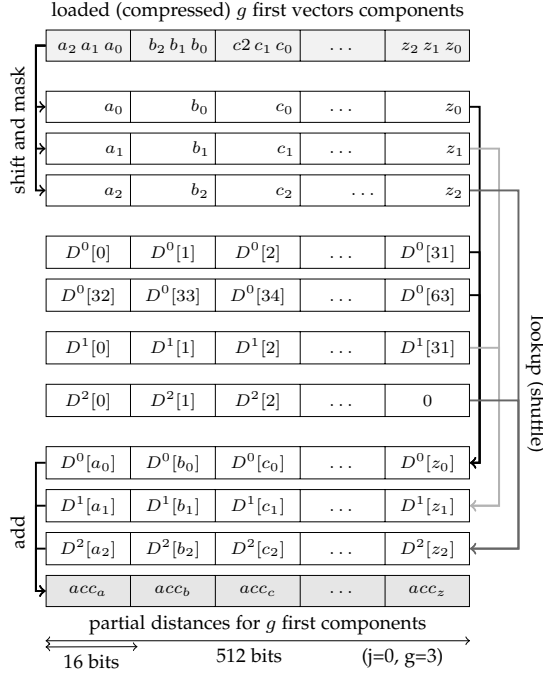 loaded (compressed) g first vectors components
a₂ a₁ a₀ b₂ b₁ b₀ c2 c₁ c₀ ... z₂ z₁ z₀
shift and mask
a₀ b₀ c₀ z₀
a₁ b₁ c₁ z₁
a₂ b₂ c₂ ... z₂
D⁰[0] D⁰[1] D⁰[2] ... D⁰[31]
D⁰[32] D⁰[33] D⁰[34] ... D⁰[63]
D¹[0] D¹[1] D¹[2] ... D¹[31]
D²[0] D²[1] D²[2] ... 0
lookup (shuffle)
D⁰[a₀] D⁰[b₀] D⁰[c₀] ... D⁰[z₀]
D¹[a₁] D¹[b₁] D¹[c₁] ... D¹[z₁]
D²[a₂] D²[b₂] D²[c₂] ... D²[z₂]
add
acc_a acc_b acc_c ... acc_z
partial distances for g first components
16 bits 512 bits (j=0, g=3)